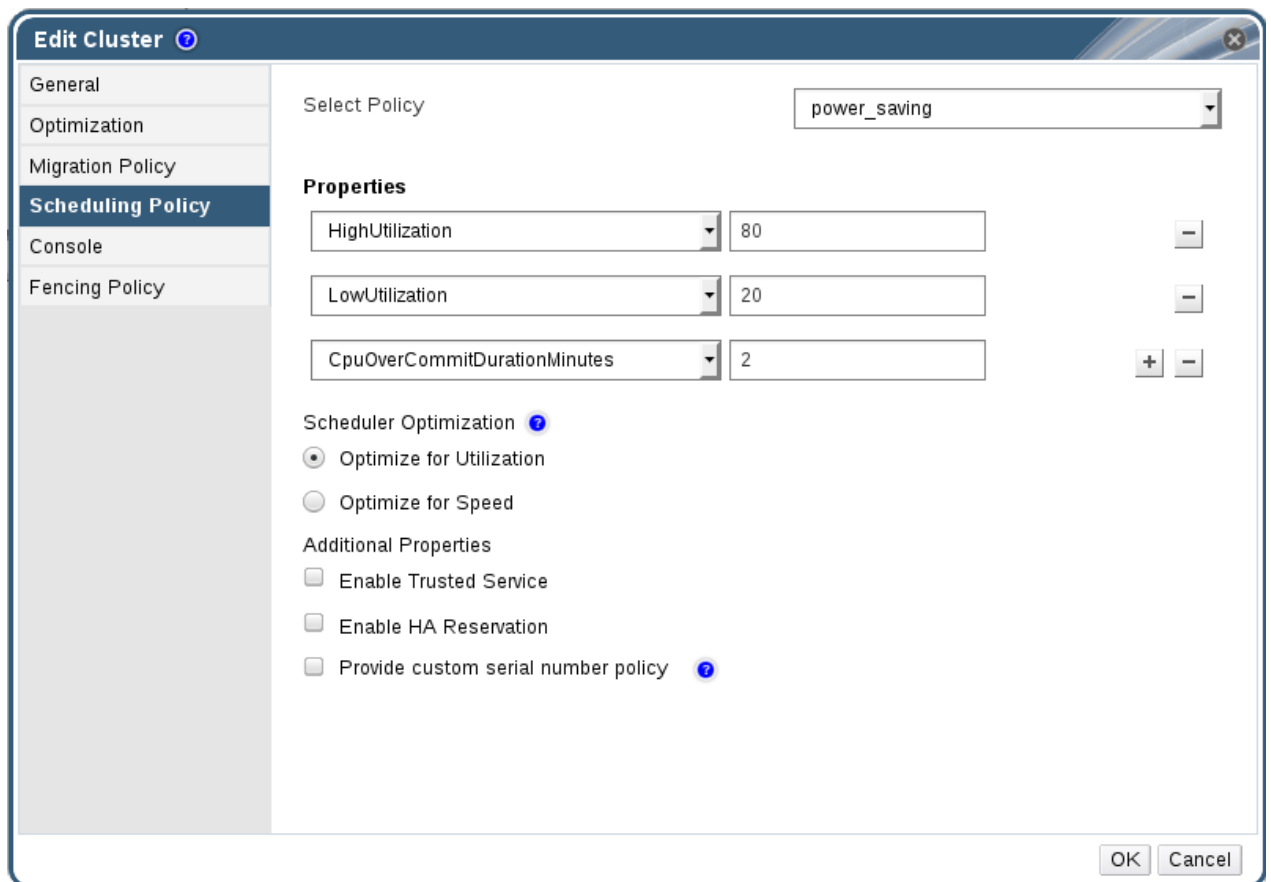 Edit Cluster ?
General
Optimization
Migration Policy
Scheduling Policy
Console
Fencing Policy
Select Policy power_saving
Properties
HighUtilization 80
LowUtilization 20
CpuOverCommitDurationMinutes 2
Scheduler Optimization ?
Optimize for Utilization
Optimize for Speed
Additional Properties
Enable Trusted Service
Enable HA Reservation
Provide custom serial number policy ?
OK Cancel